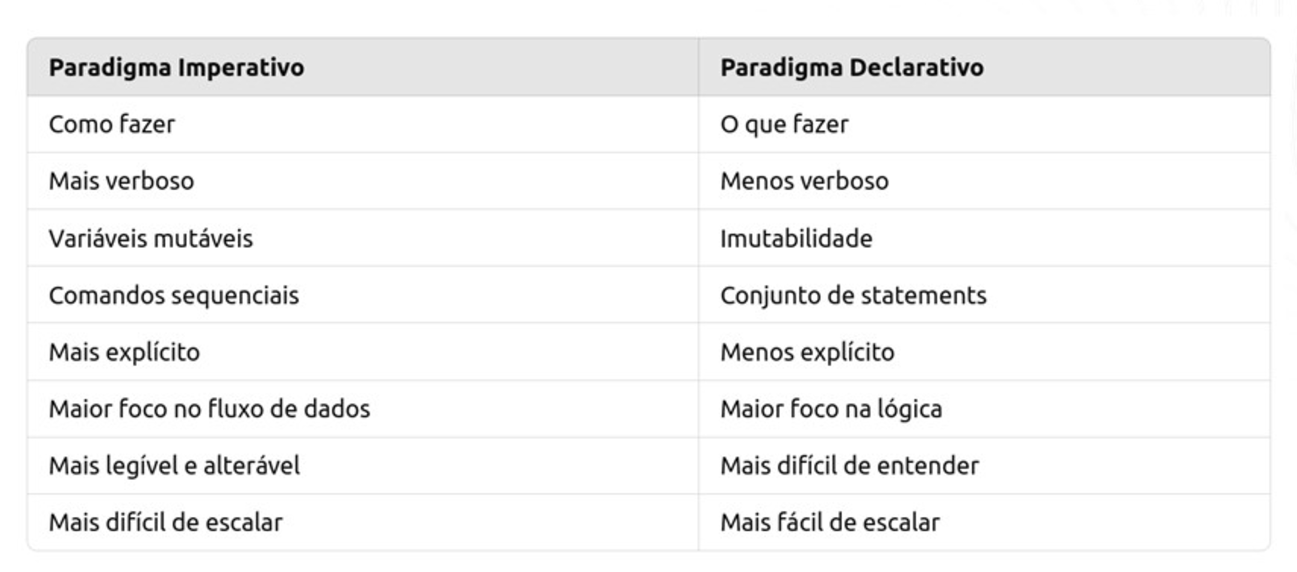 Paradigma Imperativo Paradigma Declarativo
Como fazer O que fazer
Mais verboso Menos verboso
Variáveis mutáveis Imutabilidade
Comandos sequenciais Conjunto de statements
Mais explícito Menos explícito
Maior foco no fluxo de dados Maior foco na lógica
Mais legível e alterável Mais difícil de entender
Mais difícil de escalar Mais fácil de escalar